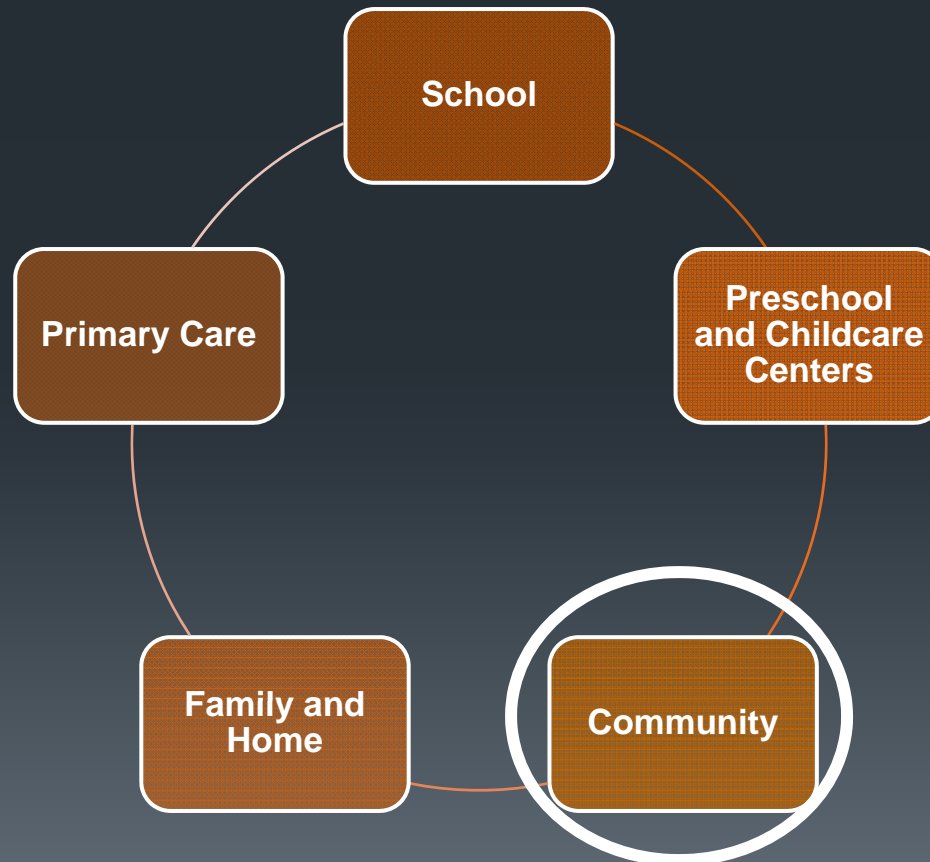 School
Preschool
and Childcare
Centers
Community
Family and
Home
Primary Care